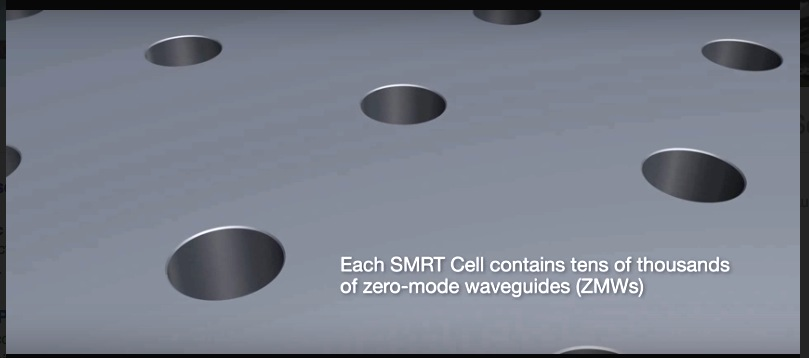 Each SMRT Cell contains tens of thousands
of zero-mode waveguides (ZMWs)